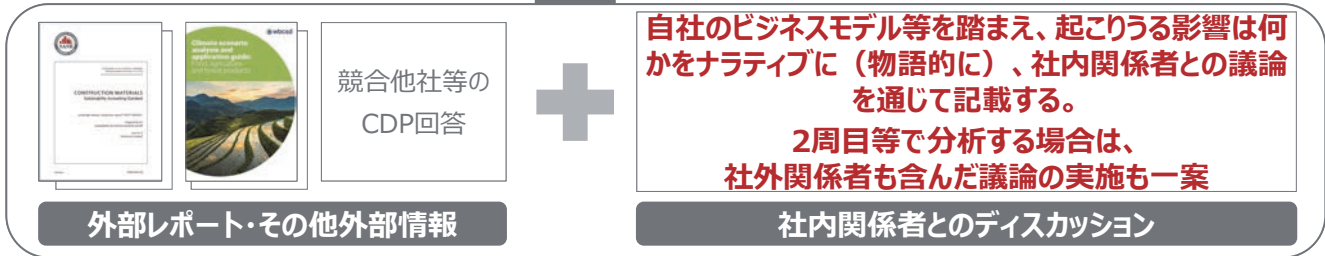 CONSTRUCTION MATERIALS
Sustainability Accounting Standard
wbcsd
Climate scenario
analysis and
application guide:
Food, agriculture
and forest products
競合他社等の
CDP回答
外部レポート・その他外部情報
自社のビジネスモデル等を踏まえ、起こりうる影響は何
かをナラティブに（物語的に）、社内関係者との議論
を通じて記載する。
2周目等で分析する場合は、
社外関係者も含んだ議論の実施も一案
社内関係者とのディスカッション